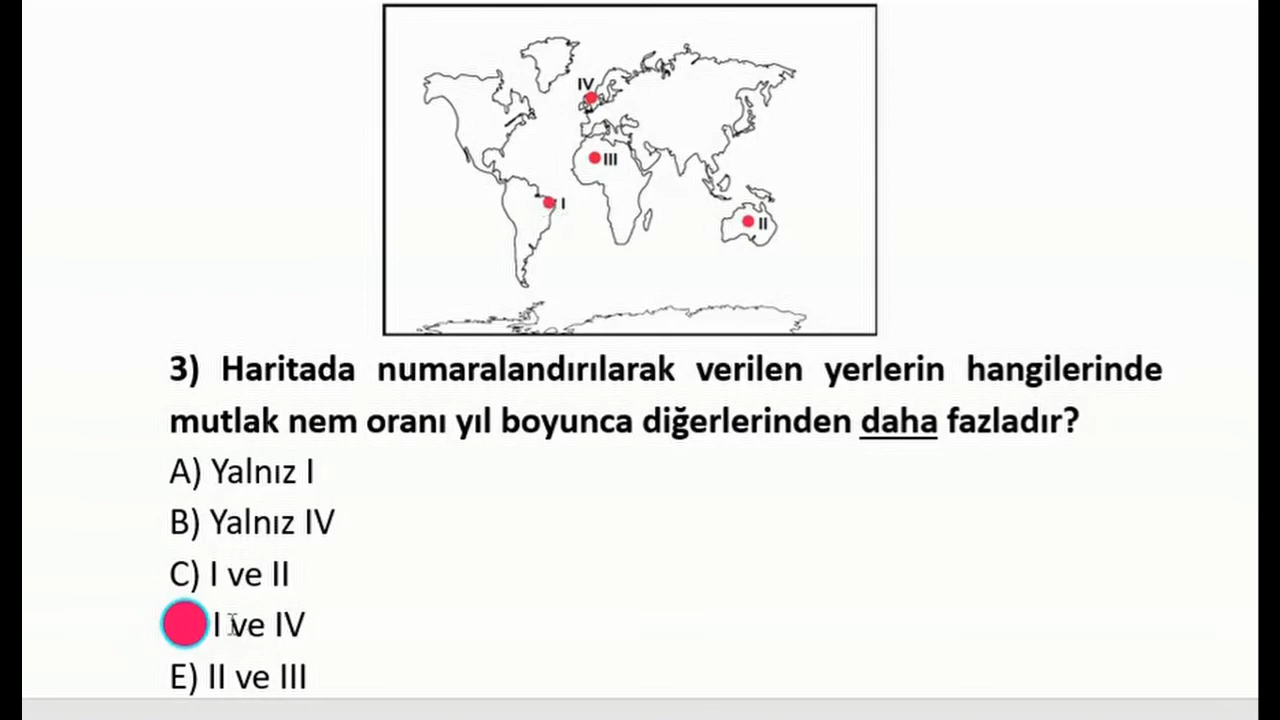 IV
III
I
II
3) Haritada numaralandırılarak verilen yerlerin hangilerinde
mutlak nem oranı yıl boyunca diğerlerinden daha fazladır?
A) Yalnız I
B) Yalnız IV
C) I ve II
I ve IV
E) II ve III